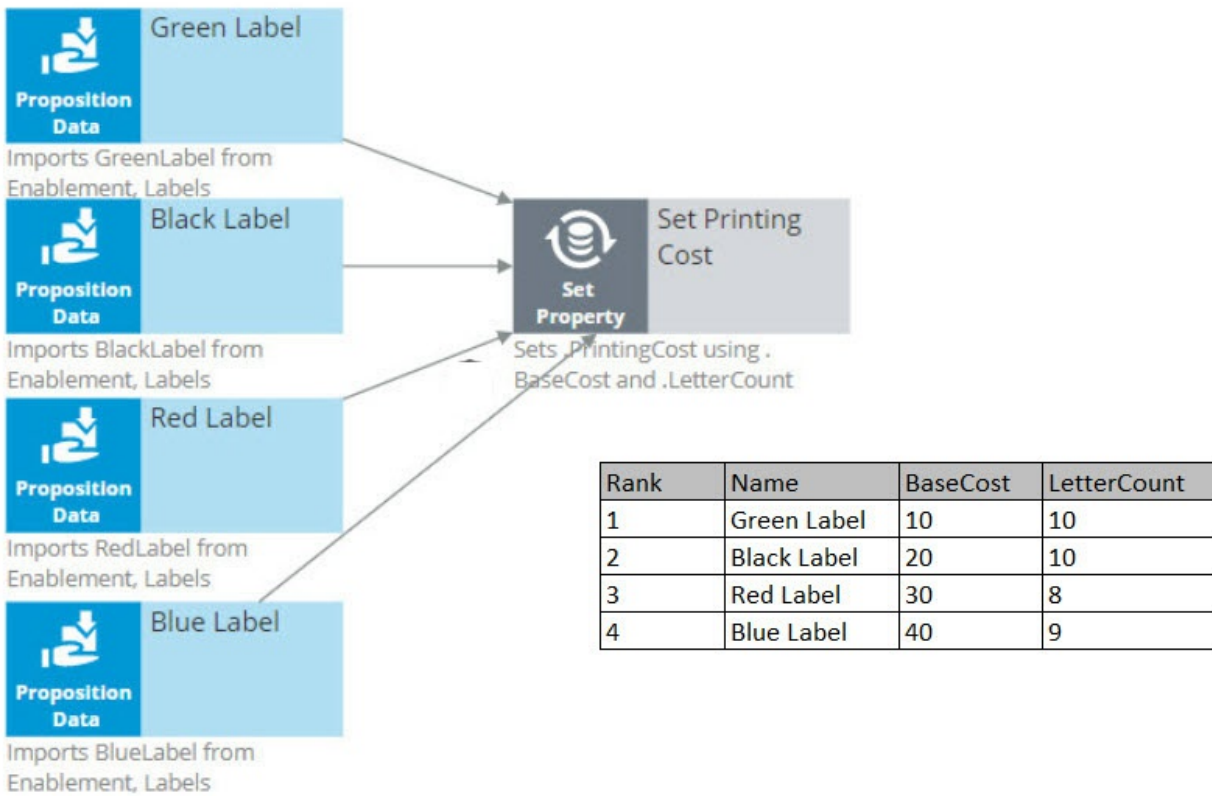 Green Label
Proposition
Data
Imports GreenLabel from
Enablement, Labels
Black Label
Proposition
Data
Imports BlackLabel from
Enablement, Labels
Red Label
Proposition
Data
Imports RedLabel from
Enablement, Labels
Blue Label
Proposition
Data
Imports BlueLabel from
Enablement, Labels
Set Printing
Cost
Set
Property
Sets .PrintingCost using .
BaseCost and .LetterCount
Rank Name BaseCost LetterCount
1 Green Label 10 10
2 Black Label 20 10
3 Red Label 30 8
4 Blue Label 40 9